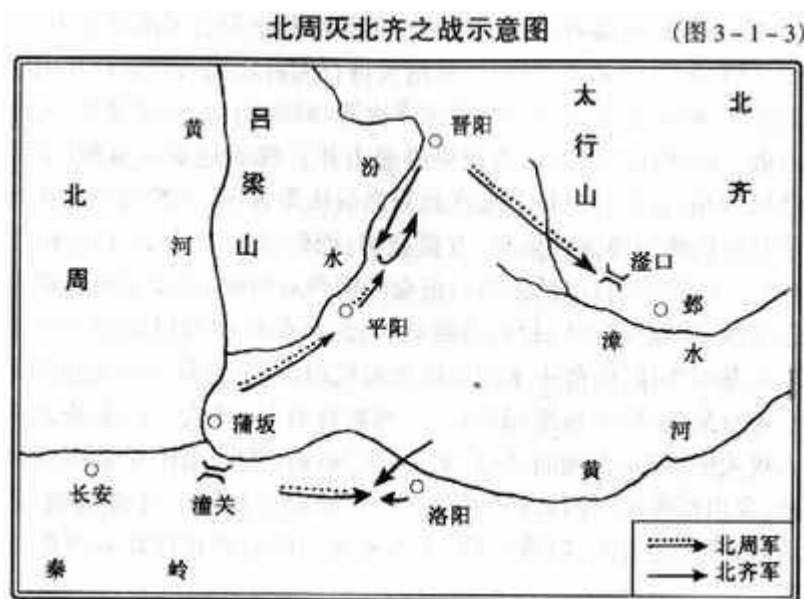 北周灭北齐之战示意图 (图3-1-3)
北周
黄河
吕梁山
汾水
晋阳
太行山
北齐
滏口
邺
漳水
平阳
蒲坂
黄河
长安
潼关
洛阳
秦岭
北周军
北齐军